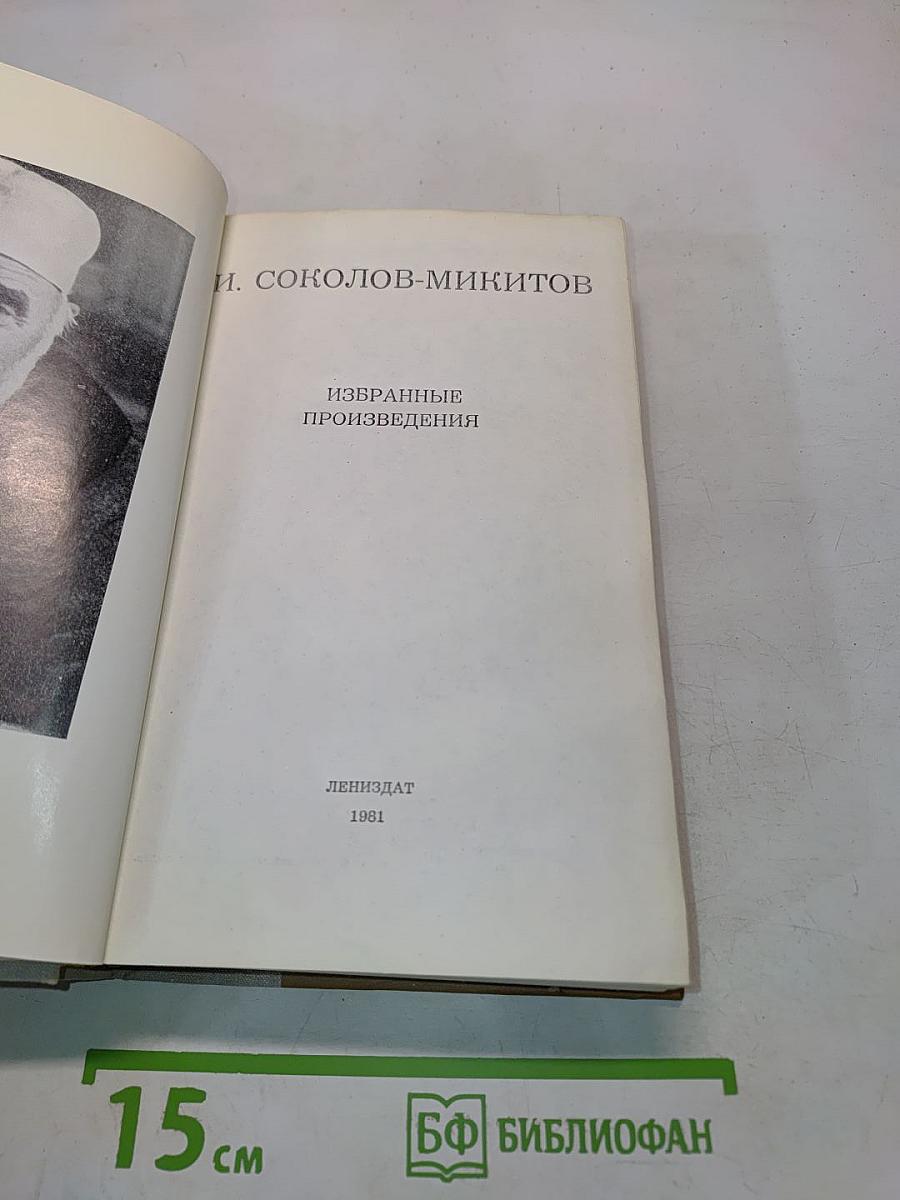 И. СОКОЛОВ-МИКИТОВ
ИЗБРАННЫЕ
ПРОИЗВЕДЕНИЯ
ЛЕНИЗДАТ
1981
15 см
БФ БИБЛИОФАН